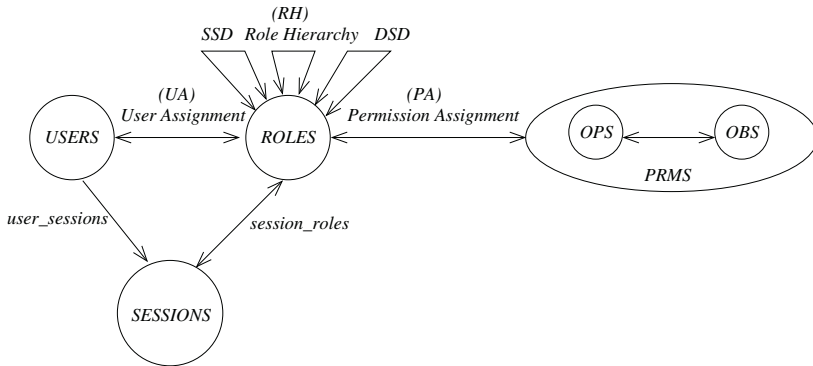 (RH)
SSD Role Hierarchy DSD
(UA)
User Assignment
(PA)
Permission Assignment
USERS
ROLES
OPS
OBS
PRMS
user_sessions
session_roles
SESSIONS